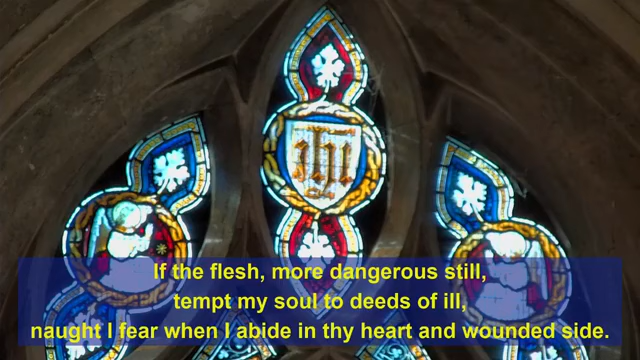 ihc
If the flesh, more dangerous still,
tempt my soul to deeds of ill,
naught I fear when I abide in thy heart and wounded side.